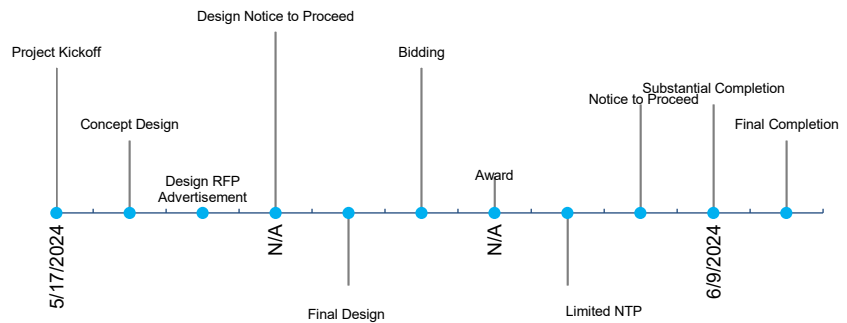 Design Notice to Proceed
Project Kickoff
Bidding
Substantial Completion
Notice to Proceed
Concept Design
Final Completion
Design RFP
Advertisement
Award
5/17/2024
N/A
N/A
6/9/2024
Final Design
Limited NTP